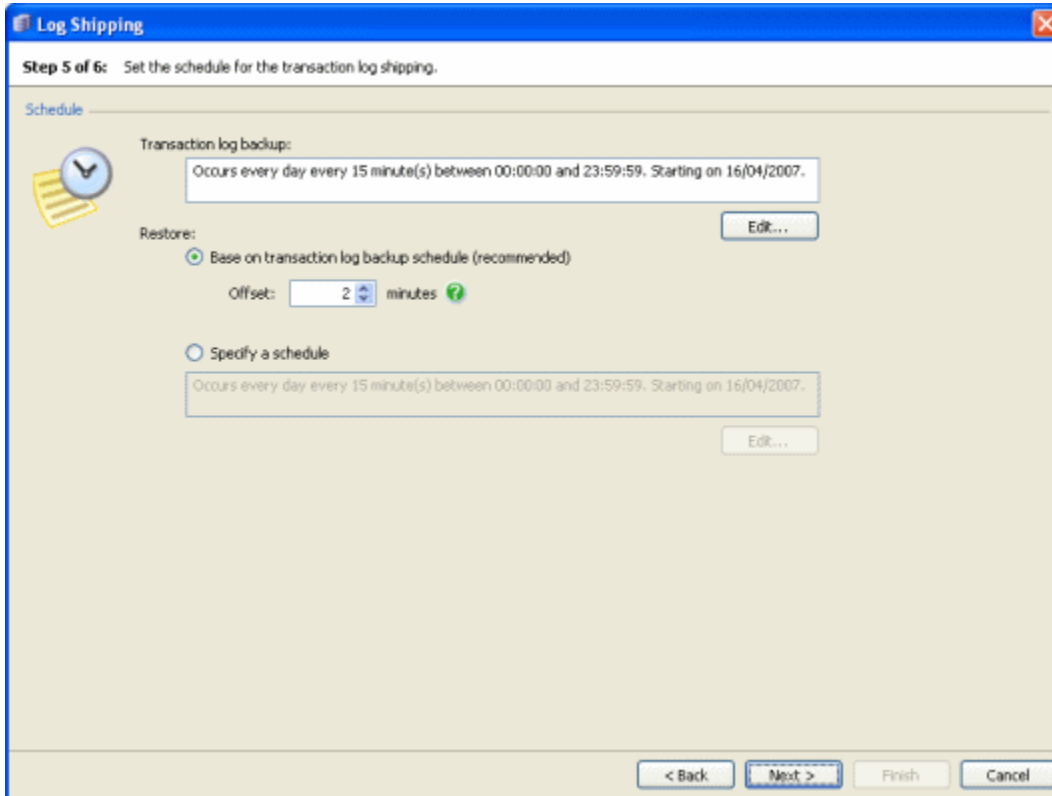 Log Shipping
Step 5 of 6: Set the schedule for the transaction log shipping.
Schedule
Transaction log backup:
Occurs every day every 15 minute(s) between 00:00:00 and 23:59:59. Starting on 16/04/2007.
Edit...
Restore:
Base on transaction log backup schedule (recommended)
Offset: 2 minutes ?
Specify a schedule
Occurs every day every 15 minute(s) between 00:00:00 and 23:59:59. Starting on 16/04/2007.
Edit...
< Back Next > Finish Cancel